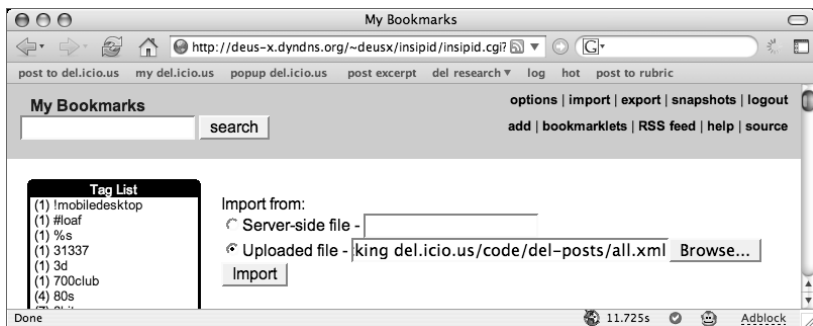 My Bookmarks
http://deus-x.dyndns.org/~deusx/insipid/insipid.cgi?
G
post to del.icio.us my del.icio.us popup del.icio.us post excerpt del research ▾ log hot post to rubric
My Bookmarks
options | import | export | snapshots | logout
search
add | bookmarklets | RSS feed | help | source
Tag List
(1) !mobiledesktop
(1) #loaf
(1) %s
(1) 31337
(1) 3d
(1) 700club
(4) 80s
Import from:
Server-side file -
Uploaded file - king del.icio.us/code/del-posts/all.xml Browse...
Import
Done
11.725s
Adblock